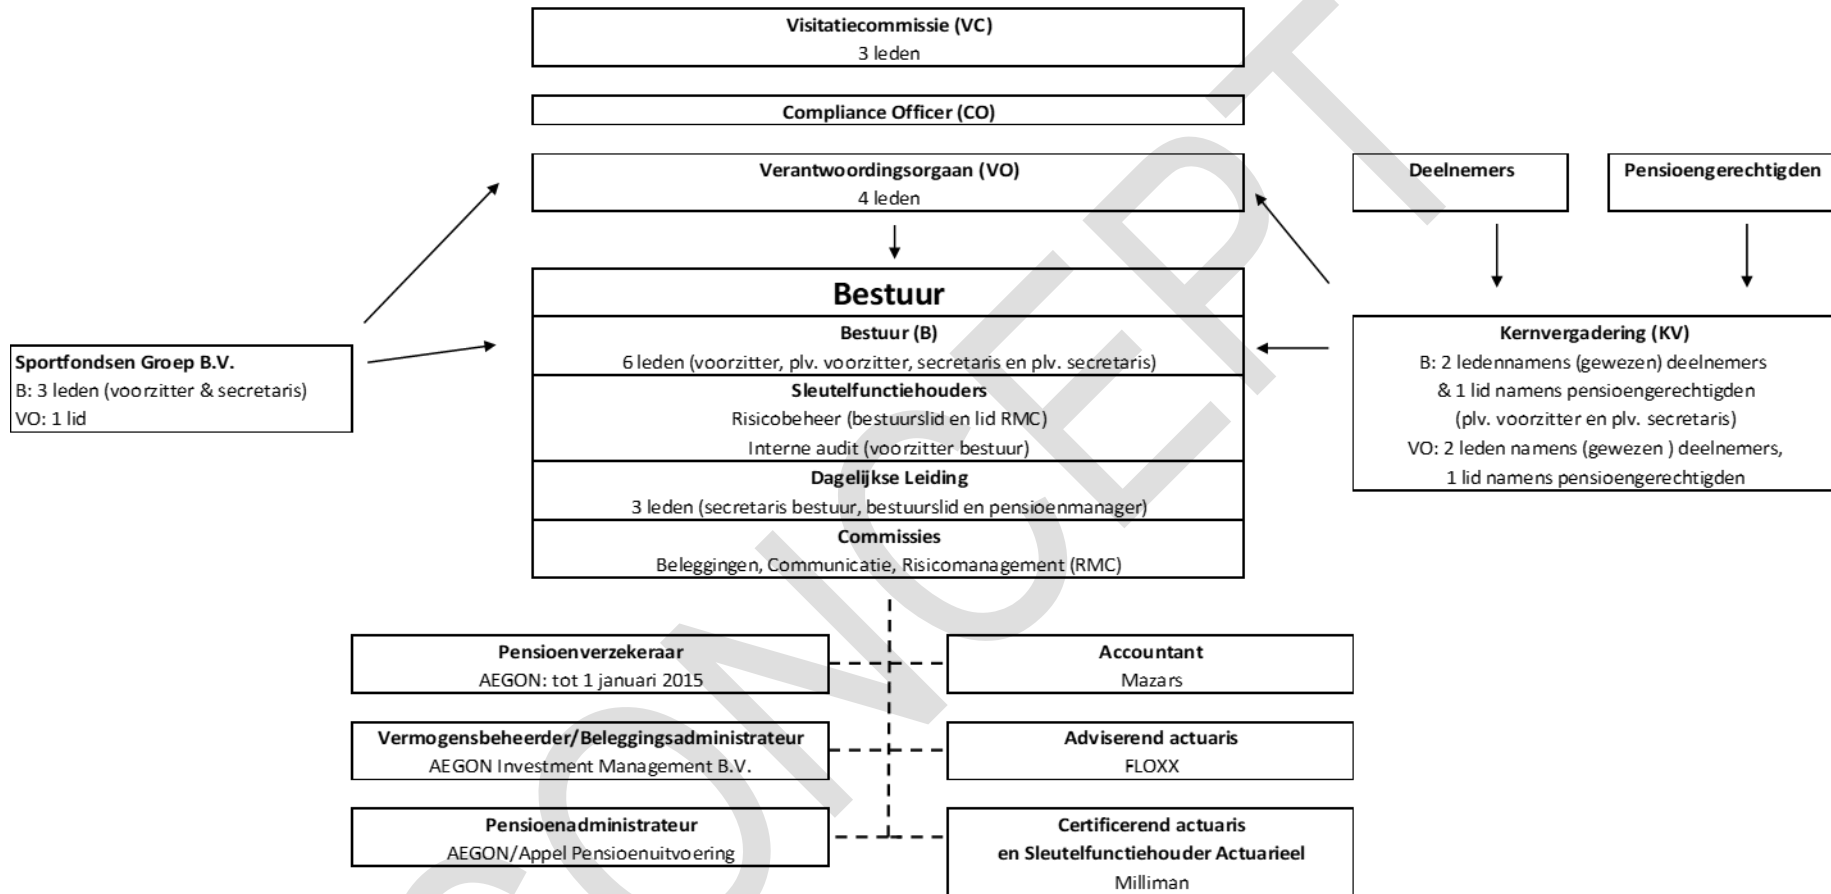 Visitatiecommissie (VC)
3 leden
Compliance Officer (CO)
Verantwoordingsorgaan (VO)
4 leden
Deelnemers
Pensioengerechtigden
Bestuur
Bestuur (B)
6 leden (voorzitter, plv. voorzitter, secretaris en plv. secretaris)
Sleutelfunctiehouders
Risicobeheer (bestuurslid en lid RMC)
Interne audit (voorzitter bestuur)
Dagelijkse Leiding
3 leden (secretaris bestuur, bestuurslid en pensioenmanager)
Commissies
Beleggingen, Communicatie, Risicomanagement (RMC)
Sportfondsen Groep B.V.
B: 3 leden (voorzitter & secretaris)
VO: 1 lid
Kernvergadering (KV)
B: 2 ledennamens (gewezen) deelnemers
& 1 lid namens pensioengerechtigden
(plv. voorzitter en plv. secretaris)
VO: 2 leden namens (gewezen ) deelnemers,
1 lid namens pensioengerechtigden
Pensioenverzekeraar
AEGON: tot 1 januari 2015
Accountant
Mazars
Vermogensbeheerder/Beleggingsadministrateur
AEGON Investment Management B.V.
Adviserend actuaris
FLOXX
Pensioenadministrateur
AEGON/Appel Pensioenuitvoering
Certificerend actuaris
en Sleutelfunctiehouder Actuarieel
Milliman
CONCEPT